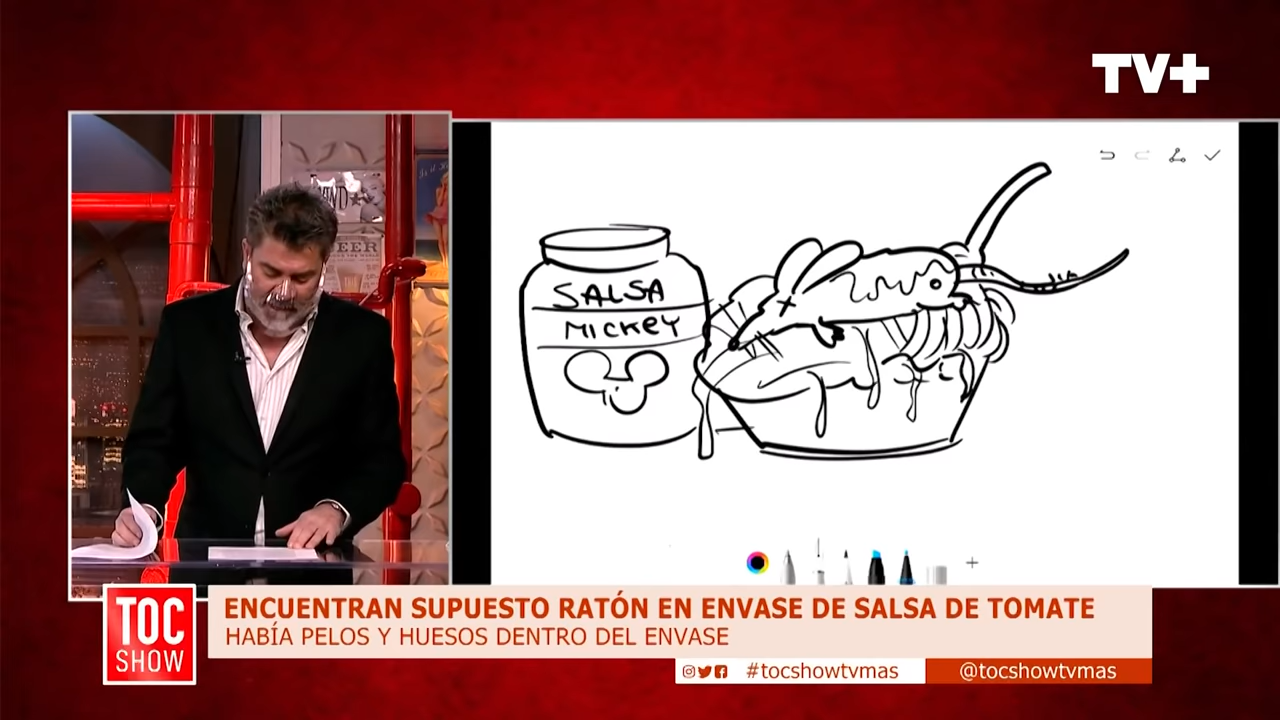 TV+
SALSA
MICKEY
TOC
SHOW
ENCUENTRAN SUPUESTO RATÓN EN ENVASE DE SALSA DE TOMATE
HABÍA PELOS Y HUESOS DENTRO DEL ENVASE
#tocshowtvmas
@tocshowtvmas